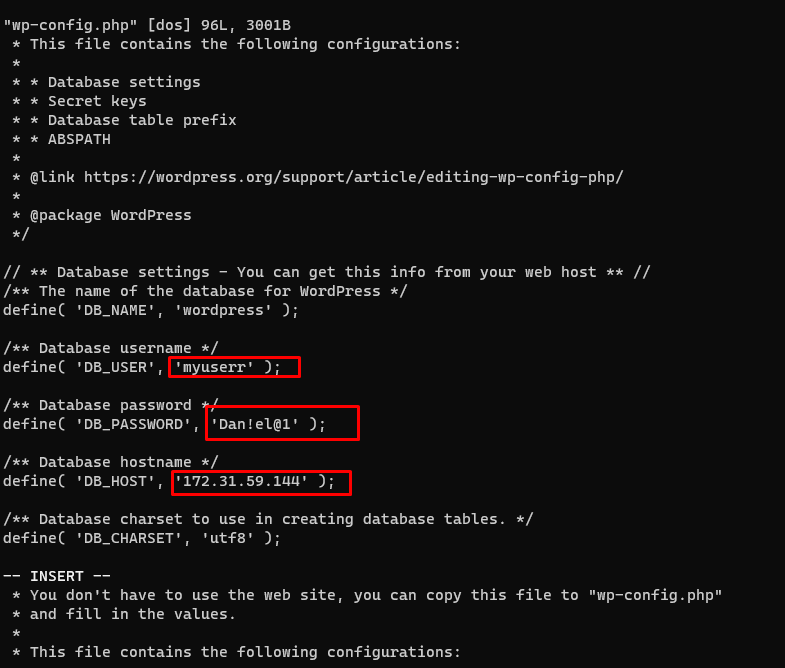 "wp-config.php" [dos] 96L, 3001B
 * This file contains the following configurations:
 *
 * * Database settings
 * * Secret keys
 * * Database table prefix
 * * ABSPATH
 *
 * @link https://wordpress.org/support/article/editing-wp-config-php/
 *
 * @package WordPress
 */
// ** Database settings - You can get this info from your web host ** //
/** The name of the database for WordPress */
define( 'DB_NAME', 'wordpress' );
/** Database username */
define( 'DB_USER', 'myuserr' );
/** Database password */
define( 'DB_PASSWORD', 'Dan!el@1' );
/** Database hostname */
define( 'DB_HOST', '172.31.59.144' );
/** Database charset to use in creating database tables. */
define( 'DB_CHARSET', 'utf8' );
-- INSERT --
 * You don't have to use the web site, you can copy this file to "wp-config.php"
 * and fill in the values.
 *
 * This file contains the following configurations: